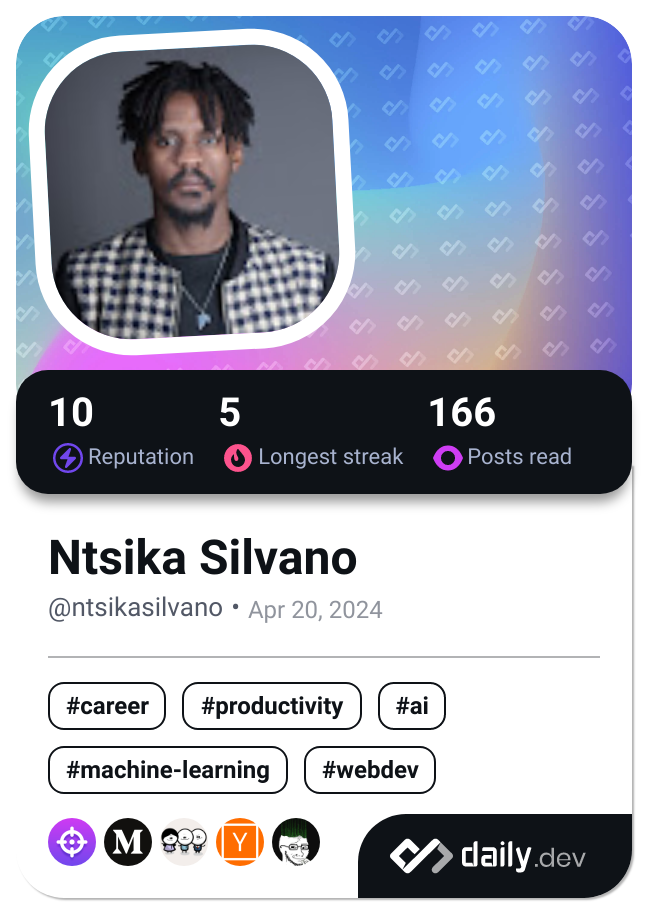 10 5 166
Reputation Longest streak Posts read
Ntsika Silvano
@ntsikasilvano • Apr 20, 2024
#career #productivity #ai
#machine-learning #webdev
M Y daily.dev